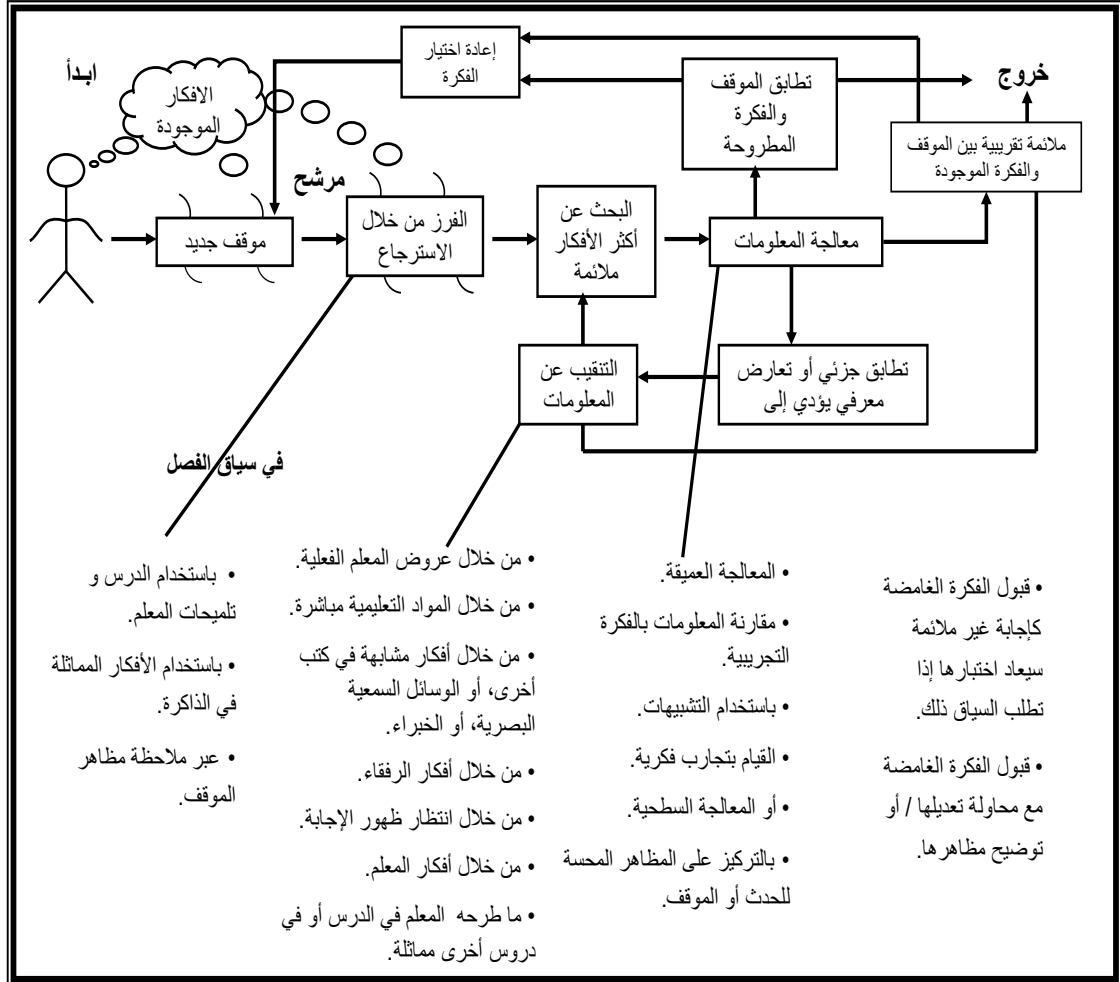 ابدأ
الافكار
الموجودة
إعادة اختيار
الفكرة
تطابق الموقف
والفكرة
المطروحة
خروج
ملائمة تقريبية بين الموقف
والفكرة الموجودة
موقف جديد
مرشح
الفرز من خلال
الاسترجاع
البحث عن
أكثر الأفكار
ملائمة
معالجة المعلومات
التنقيب عن
المعلومات
تطابق جزئي أو تعارض
معرفي يؤدي إلى
في سياق الفصل
• باستخدام الدرس و
تلميحات المعلم.
• باستخدام الأفكار المماثلة
في الذاكرة.
• عبر ملاحظة مظاهر
الموقف.
• من خلال عروض المعلم الفعلية.
• من خلال المواد التعليمية مباشرة.
• من خلال أفكار مشابهة في كتب
أخرى، أو الوسائل السمعية
البصرية، أو الخبراء.
• من خلال أفكار الرفقاء.
• من خلال انتظار ظهور الإجابة.
• من خلال أفكار المعلم.
• ما طرحه المعلم في الدرس أو في
دروس أخرى مماثلة.
• المعالجة العميقة.
• مقارنة المعلومات بالفكرة
التجريبية.
• باستخدام التشبيهات.
• القيام بتجارب فكرية.
• أو المعالجة السطحية.
• بالتركيز على المظاهر المحسة
للحدث أو الموقف.
• قبول الفكرة الغامضة
كإجابة غير ملائمة
سيعاد اختبارها إذا
تطلب السياق ذلك.
• قبول الفكرة الغامضة
مع محاولة تعديلها / أو
توضيح مظاهرها.